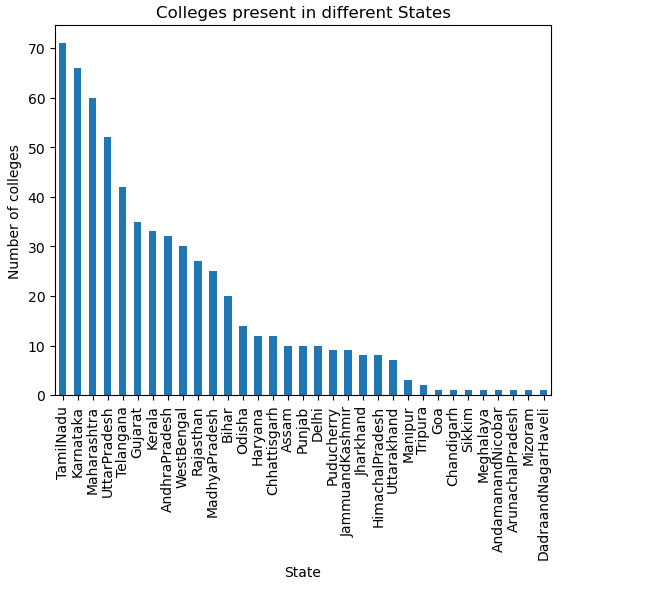 Colleges present in different States
Number of colleges
70
60
50
40
30
20
10
0
TamilNadu
Karnataka
Maharashtra
UttarPradesh
Telangana
Gujarat
Kerala
AndhraPradesh
WestBengal
Rajasthan
MadhyaPradesh
Bihar
Odisha
Haryana
Chhattisgarh
Assam
Punjab
Delhi
Puducherry
JammuandKashmir
Jharkhand
HimachalPradesh
Uttarakhand
Manipur
Tripura
Goa
Chandigarh
Sikkim
Meghalaya
AndamanandNicobar
ArunachalPradesh
Mizoram
DadraandNagarHaveli
State